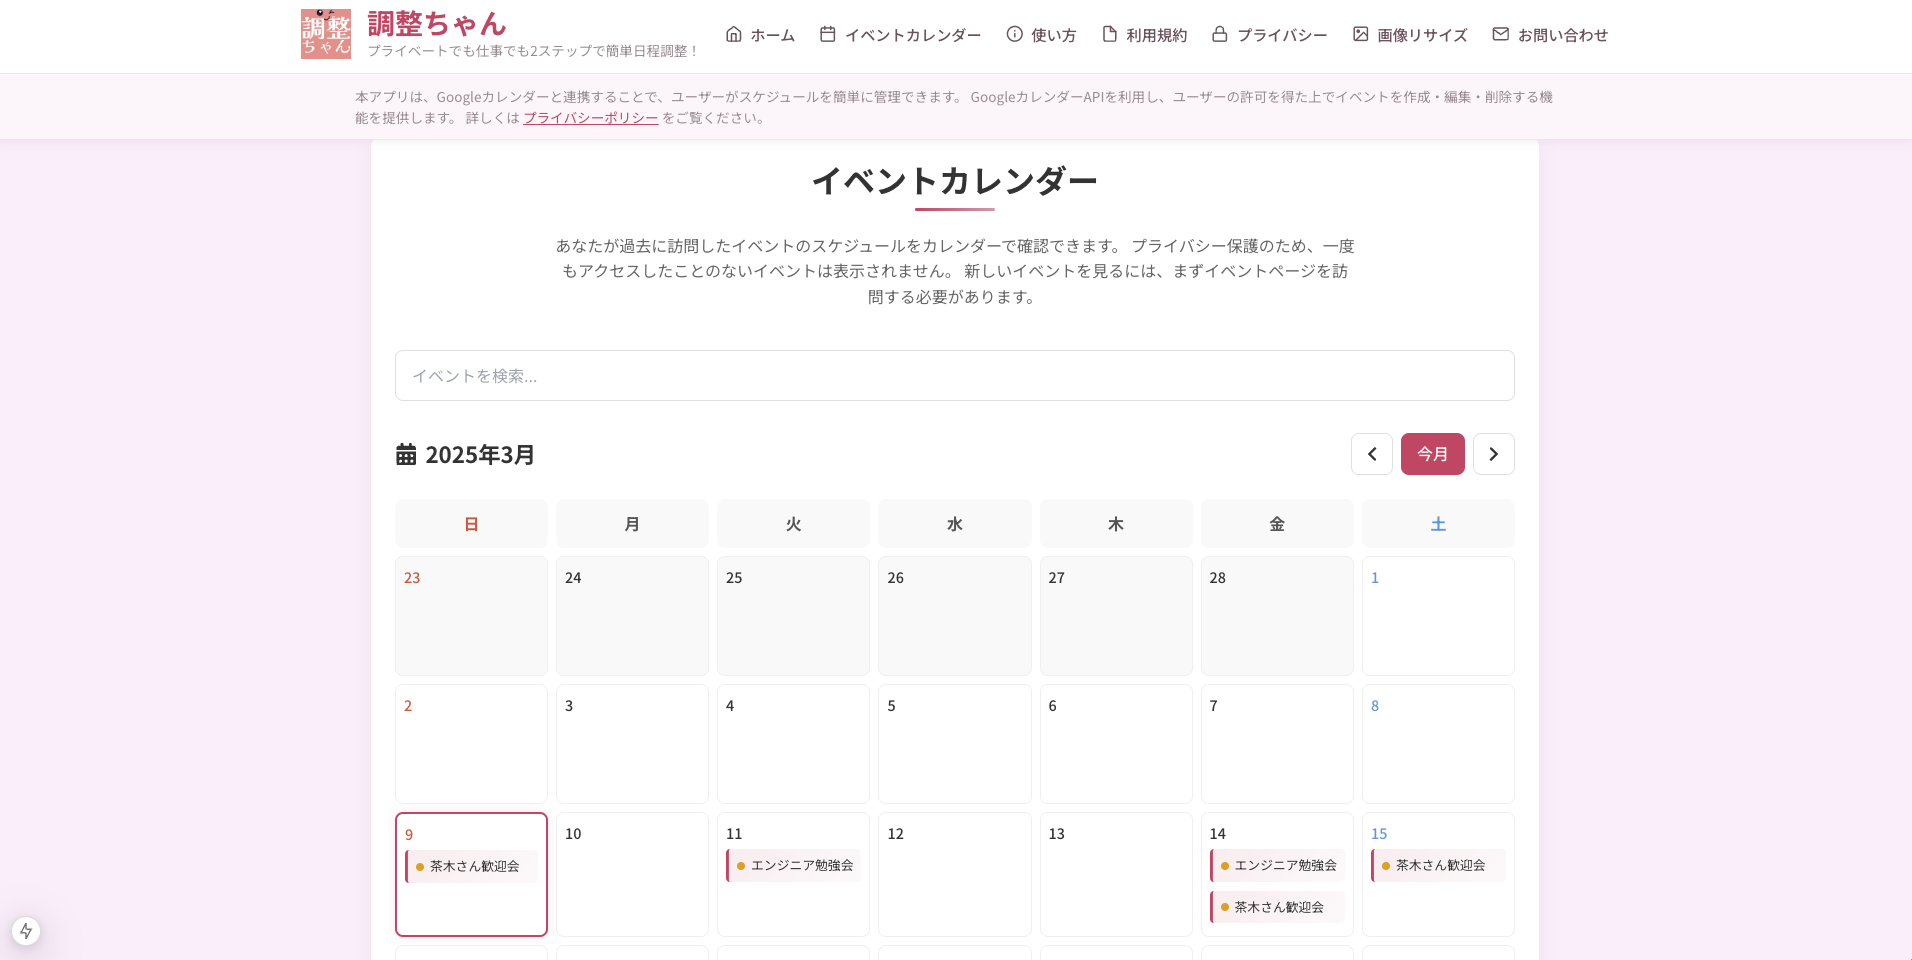 調整
ちゃん
調整ちゃん
プライベートでも仕事でも2ステップで簡単日程調整！
ホーム
イベントカレンダー
使い方
利用規約
プライバシー
画像リサイズ
お問い合わせ
本アプリは、Googleカレンダーと連携することで、ユーザーがスケジュールを簡単に管理できます。 GoogleカレンダーAPIを利用し、ユーザーの許可を得た上でイベントを作成・編集・削除する機
能を提供します。 詳しくは プライバシーポリシー をご覧ください。
イベントカレンダー
あなたが過去に訪問したイベントのスケジュールをカレンダーで確認できます。 プライバシー保護のため、一度
もアクセスしたことのないイベントは表示されません。 新しいイベントを見るには、まずイベントページを訪
問する必要があります。
イベントを検索...
2025年3月
今月
日 月 火 水 木 金 土
23 24 25 26 27 28 1
2 3 4 5 6 7 8
9 10 11 12 13 14 15
茶木さん歓迎会 エンジニア勉強会 エンジニア勉強会 茶木さん歓迎会
茶木さん歓迎会